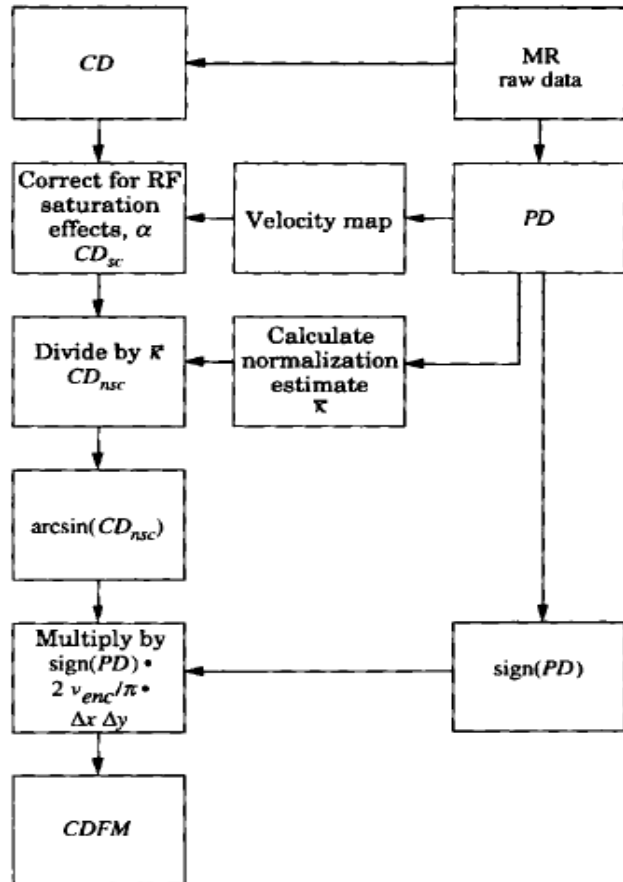 CD
MR
raw data
Correct for RF
saturation
effects, α
CD_sc
Velocity map
PD
Divide by κ̄
CD_nsc
Calculate
normalization
estimate
κ̄
arcsin(CD_nsc)
Multiply by
sign(PD) •
2 v_enc/π •
Δx Δy
sign(PD)
CDFM